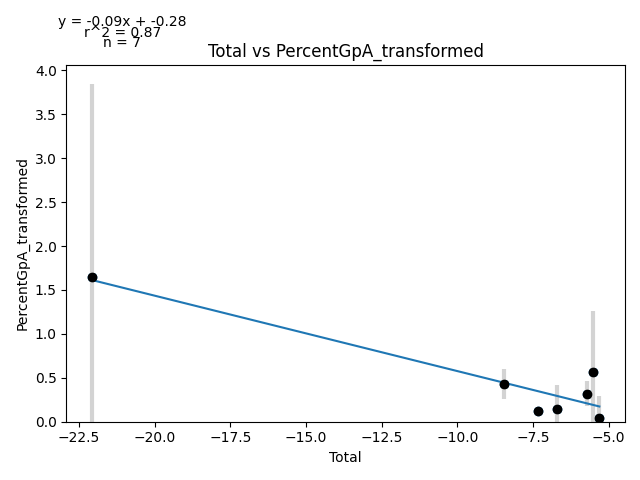 y = -0.09x + -0.28
r^2 = 0.87
n = 7
Total vs PercentGpA_transformed
4.0
3.5
3.0
2.5
2.0
1.5
1.0
0.5
0.0
PercentGpA_transformed
−22.5 −20.0 −17.5 −15.0 −12.5 −10.0 −7.5 −5.0
Total